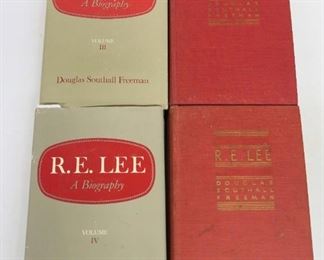 A Biography
VOLUME
III
Douglas Southall Freeman
DOUGLAS
SOUTHALL
FREEMAN
R.E. LEE
A Biography
VOLUME
IV
R.E. LEE
DOUGLAS
SOUTHALL
FREEMAN